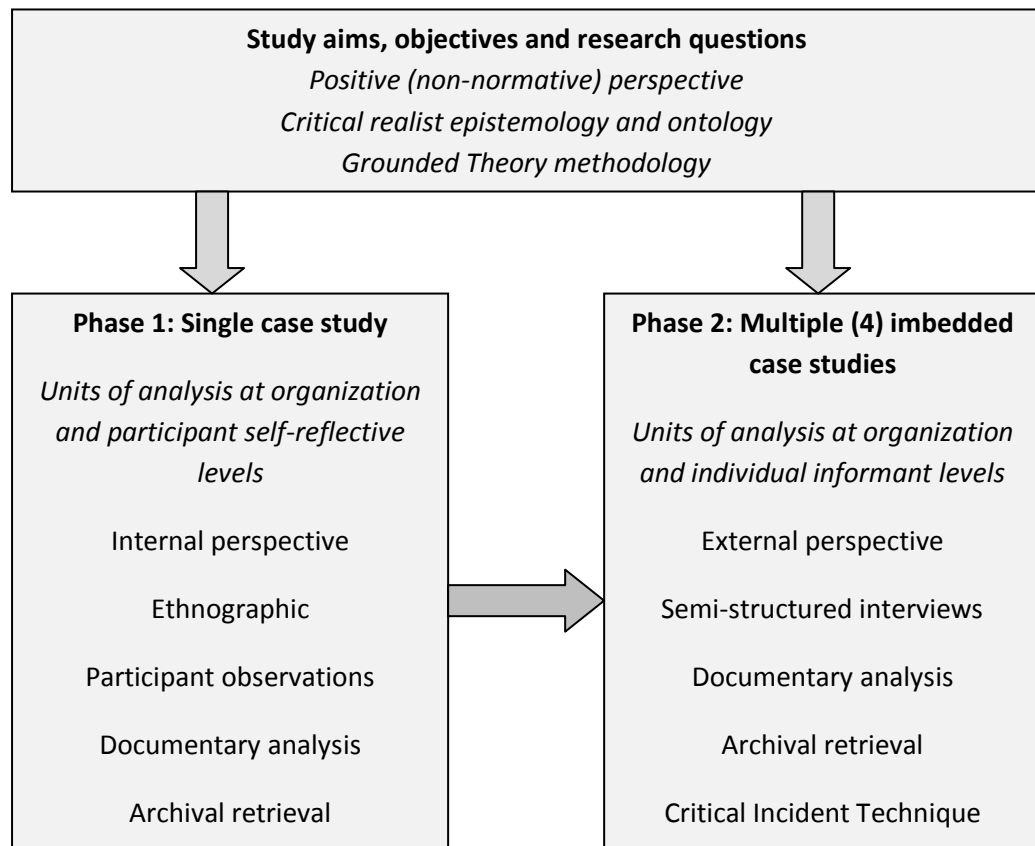 Study aims, objectives and research questions
Positive (non-normative) perspective
Critical realist epistemology and ontology
Grounded Theory methodology
Phase 1: Single case study
Units of analysis at organization
and participant self-reflective
levels
Internal perspective
Ethnographic
Participant observations
Documentary analysis
Archival retrieval
Phase 2: Multiple (4) imbedded
case studies
Units of analysis at organization
and individual informant levels
External perspective
Semi-structured interviews
Documentary analysis
Archival retrieval
Critical Incident Technique